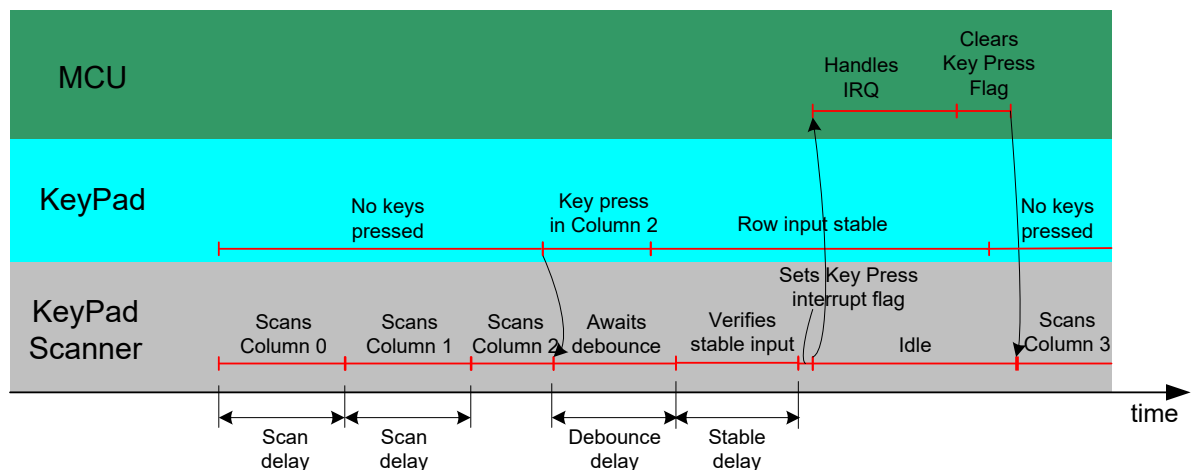 MCU
Handles
IRQ
Clears
Key Press
Flag
KeyPad
No keys
pressed
Key press
in Column 2
Row input stable
No keys
pressed
KeyPad
Scanner
Scans
Column 0
Scans
Column 1
Scans
Column 2
Awaits
debounce
Verifies
stable input
Sets Key Press
interrupt flag
Idle
Scans
Column 3
time
Scan
delay
Scan
delay
Debounce
delay
Stable
delay